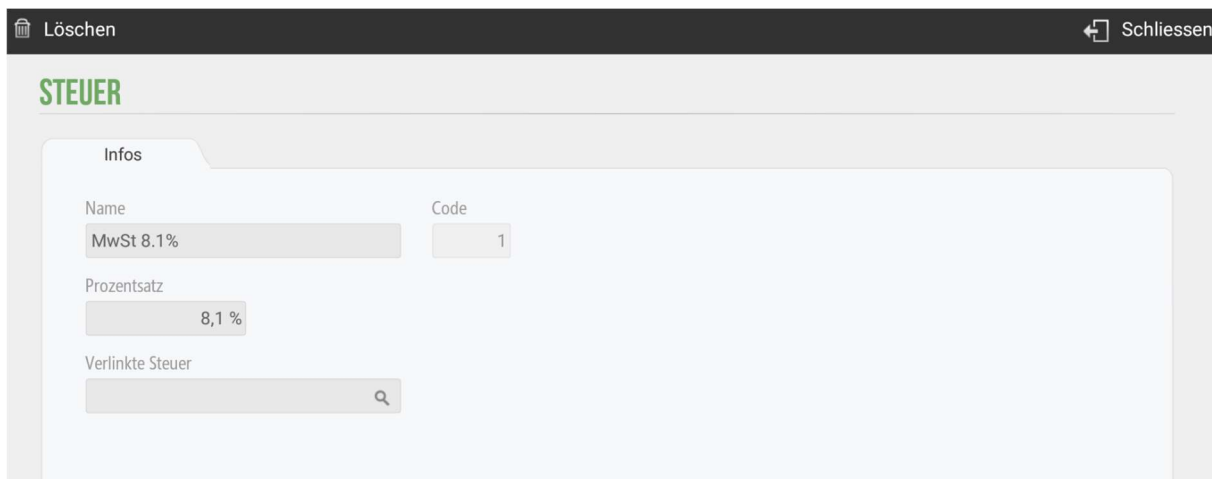 Löschen Schliessen
STEUER
Infos
Name Code
MwSt 8.1% 1
Prozentsatz
8,1 %
Verlinkte Steuer